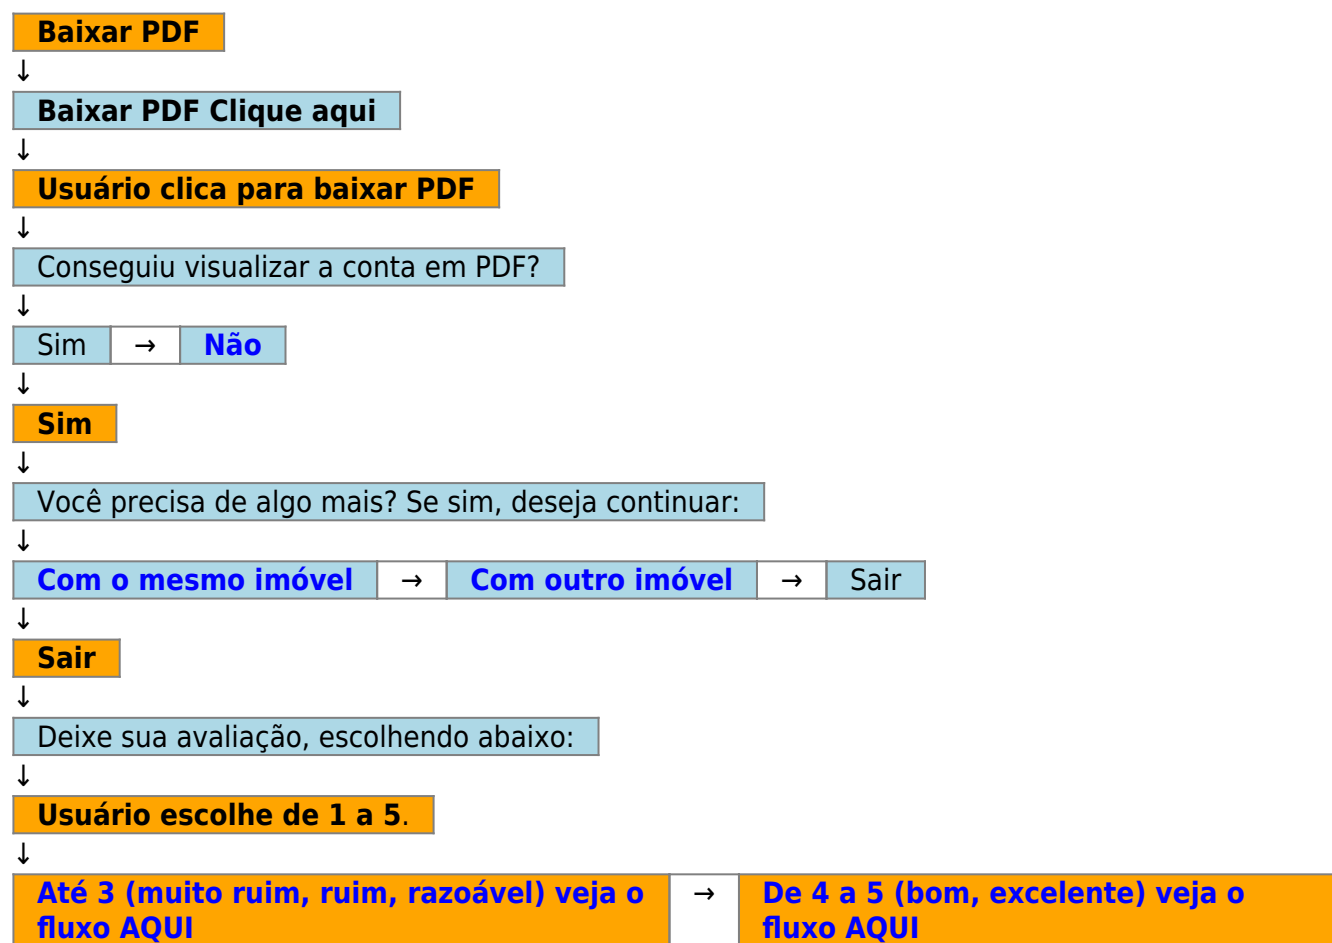 Baixar PDF
↓
Baixar PDF Clique aqui
↓
Usuário clica para baixar PDF
↓
Conseguiu visualizar a conta em PDF?
↓
Sim → Não
↓
Sim
↓
Você precisa de algo mais? Se sim, deseja continuar:
↓
Com o mesmo imóvel → Com outro imóvel → Sair
↓
Sair
↓
Deixe sua avaliação, escolhendo abaixo:
↓
Usuário escolhe de 1 a 5.
↓
Até 3 (muito ruim, ruim, razoável) veja o
fluxo AQUI
→
De 4 a 5 (bom, excelente) veja o
fluxo AQUI